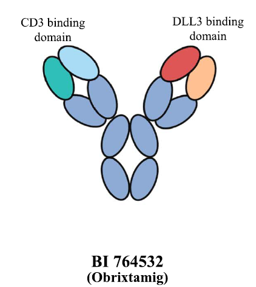 CD3 binding
domain
DLL3 binding
domain
BI 764532
(Obrixtamig)